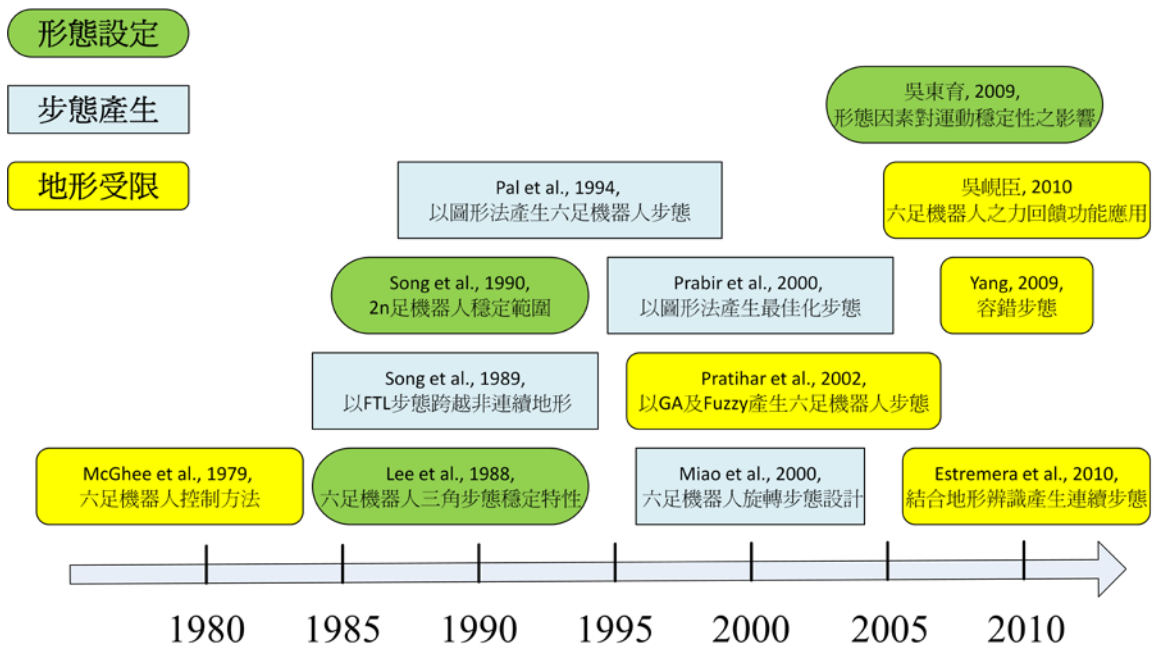 形態設定
步態產生
地形受限
吳東育, 2009,
形態因素對運動穩定性之影響
Pal et al., 1994,
以圖形法產生六足機器人步態
吳峴臣, 2010
六足機器人之力回饋功能應用
Song et al., 1990,
2n足機器人穩定範圍
Prabir et al., 2000,
以圖形法產生最佳化步態
Yang, 2009,
容錯步態
Song et al., 1989,
以FTL步態跨越非連續地形
Pratihar et al., 2002,
以GA及Fuzzy產生六足機器人步態
McGhee et al., 1979,
六足機器人控制方法
Lee et al., 1988,
六足機器人三角步態穩定特性
Miao et al., 2000,
六足機器人旋轉步態設計
Estremera et al., 2010,
結合地形辨識產生連續步態
1980 1985 1990 1995 2000 2005 2010